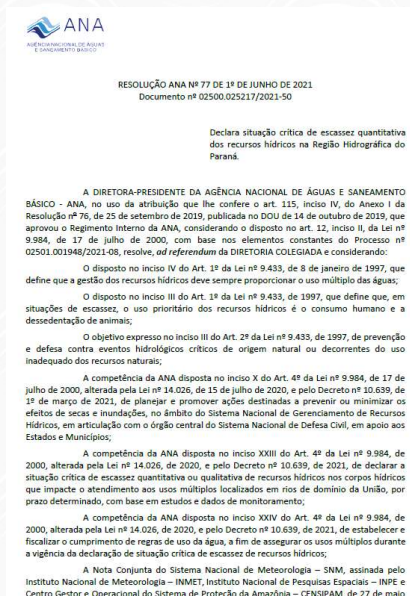 ANA
AGÊNCIA NACIONAL DE ÁGUAS
E SANEAMENTO BÁSICO
RESOLUÇÃO ANA Nº 77 DE 1º DE JUNHO DE 2021
Documento nº 02500.025217/2021-50
Declara situação crítica de escassez quantitativa
dos recursos hídricos na Região Hidrográfica do
Paraná.
A DIRETORA-PRESIDENTE DA AGÊNCIA NACIONAL DE ÁGUAS E SANEAMENTO
BÁSICO - ANA, no uso da atribuição que lhe confere o art. 115, inciso IV, do Anexo I da
Resolução nº 76, de 25 de setembro de 2019, publicada no DOU de 14 de outubro de 2019, que
aprovou o Regimento Interno da ANA, considerando o disposto no art. 12, inciso II, da Lei nº
9.984, de 17 de julho de 2000, com base nos elementos constantes do Processo nº
02501.001948/2021-08, resolve, ad referendum da DIRETORIA COLEGIADA e considerando:
O disposto no inciso IV do Art. 1º da Lei nº 9.433, de 8 de janeiro de 1997, que
define que a gestão dos recursos hídricos deve sempre proporcionar o uso múltiplo das águas;
O disposto no inciso III do Art. 1º da Lei nº 9.433, de 1997, que define que, em
situações de escassez, o uso prioritário dos recursos hídricos é o consumo humano e a
dessedentação de animais;
O objetivo expresso no inciso III do Art. 2º da Lei nº 9.433, de 1997, de prevenção
e defesa contra eventos hidrológicos críticos de origem natural ou decorrentes do uso
inadequado dos recursos naturais;
A competência da ANA disposta no inciso X do Art. 4º da Lei nº 9.984, de 17 de
julho de 2000, alterada pela Lei nº 14.026, de 15 de julho de 2020, e pelo Decreto nº 10.639, de
1º de março de 2021, de planejar e promover ações destinadas a prevenir ou minimizar os
efeitos de secas e inundações, no âmbito do Sistema Nacional de Gerenciamento de Recursos
Hídricos, em articulação com o órgão central do Sistema Nacional de Defesa Civil, em apoio aos
Estados e Municípios;
A competência da ANA disposta no inciso XXIII do Art. 4º da Lei nº 9.984, de
2000, alterada pela Lei nº 14.026, de 2020, e pelo Decreto nº 10.639, de 2021, de declarar a
situação crítica de escassez quantitativa ou qualitativa de recursos hídricos nos corpos hídricos
que impacte o atendimento aos usos múltiplos localizados em rios de domínio da União, por
prazo determinado, com base em estudos e dados de monitoramento;
A competência da ANA disposta no inciso XXIV do Art. 4º da Lei nº 9.984, de
2000, alterada pela Lei nº 14.026, de 2020, e pelo Decreto nº 10.639, de 2021, de estabelecer e
fiscalizar o cumprimento de regras de uso da água, a fim de assegurar os usos múltiplos durante
a vigência da declaração de situação crítica de escassez de recursos hídricos;
A Nota Conjunta do Sistema Nacional de Meteorologia – SNM, assinada pelo
Instituto Nacional de Meteorologia – INMET, Instituto Nacional de Pesquisas Espaciais – INPE e
Centro Gestor e Operacional do Sistema de Proteção da Amazônia – CENSIPAM, de 27 de maio